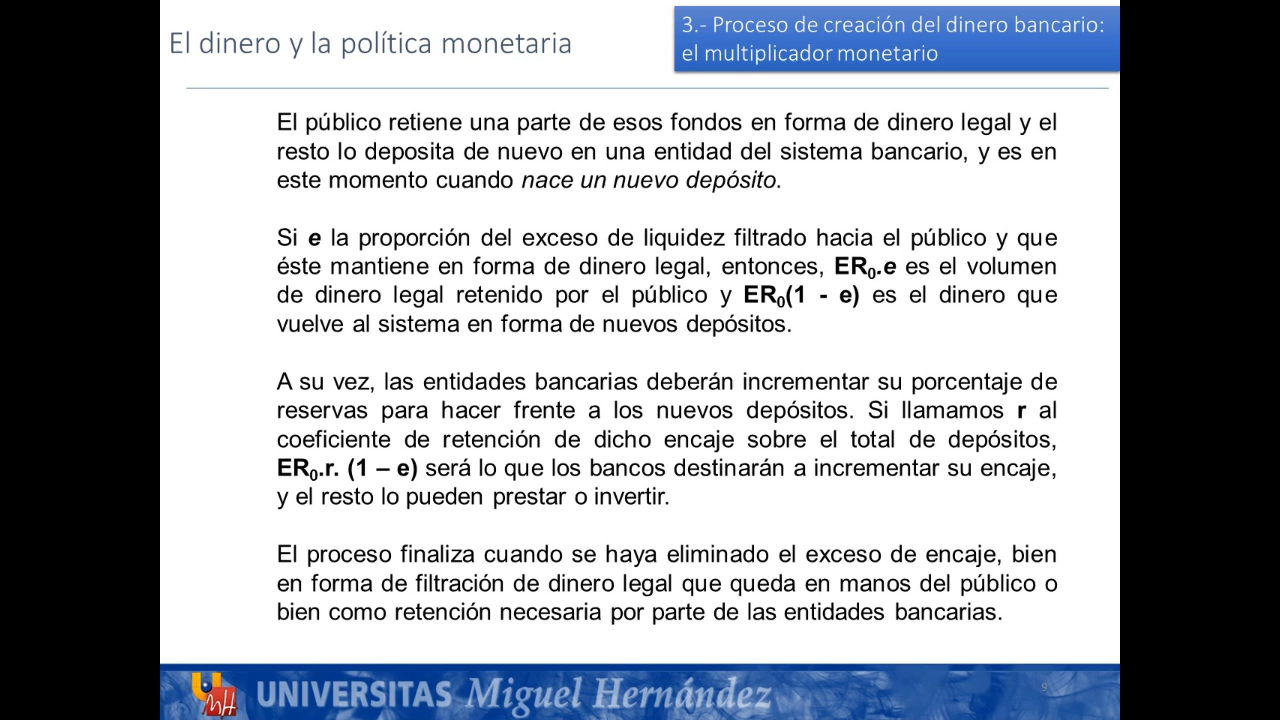 El dinero y la política monetaria
3.- Proceso de creación del dinero bancario:
el multiplicador monetario
El público retiene una parte de esos fondos en forma de dinero legal y el
resto lo deposita de nuevo en una entidad del sistema bancario, y es en
este momento cuando nace un nuevo depósito.
Si e la proporción del exceso de liquidez filtrado hacia el público y que
éste mantiene en forma de dinero legal, entonces, ER₀.e es el volumen
de dinero legal retenido por el público y ER₀(1 - e) es el dinero que
vuelve al sistema en forma de nuevos depósitos.
A su vez, las entidades bancarias deberán incrementar su porcentaje de
reservas para hacer frente a los nuevos depósitos. Si llamamos r al
coeficiente de retención de dicho encaje sobre el total de depósitos,
ER₀.r. (1 – e) será lo que los bancos destinarán a incrementar su encaje,
y el resto lo pueden prestar o invertir.
El proceso finaliza cuando se haya eliminado el exceso de encaje, bien
en forma de filtración de dinero legal que queda en manos del público o
bien como retención necesaria por parte de las entidades bancarias.
UMH UNIVERSITAS Miguel Hernández
9